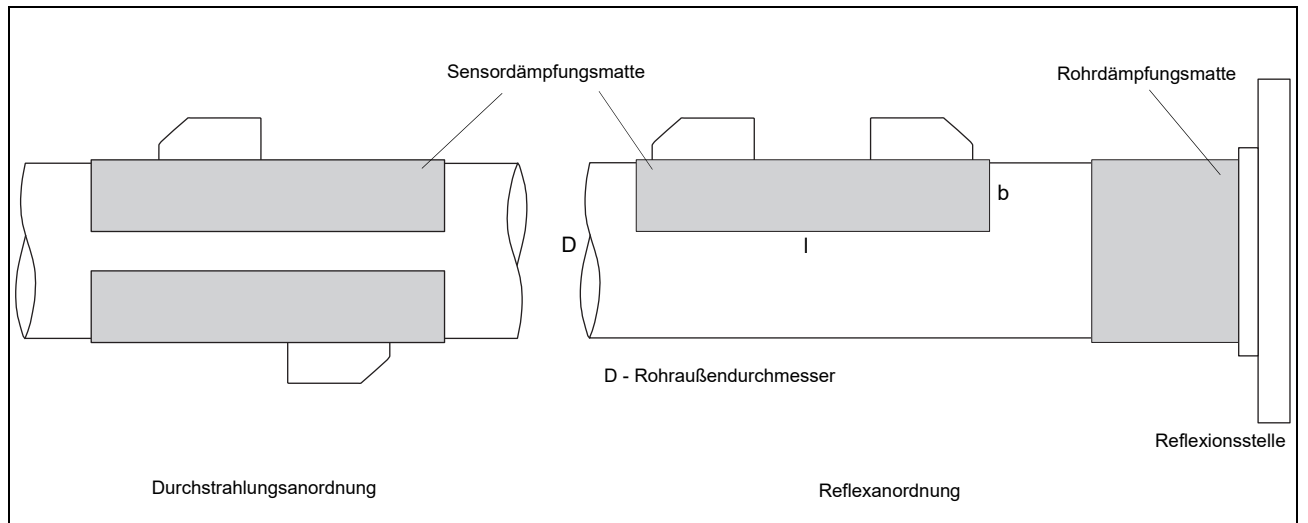 Sensordämpfungsmatte
Rohrdämpfungsmatte
b
D
l
D - Rohraußendurchmesser
Reflexionsstelle
Durchstrahlungsanordnung
Reflexanordnung